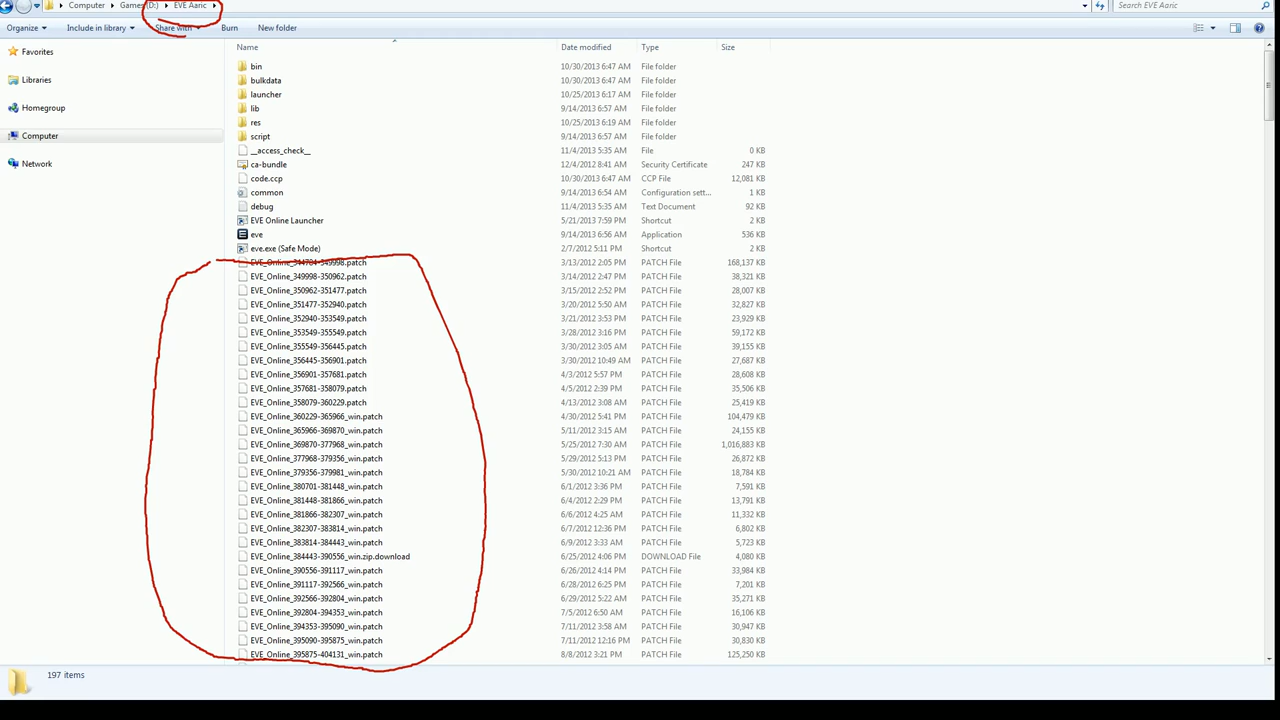 Computer Games (D:) EVE Aaric Search EVE Aaric
Organize Include in library Share with Burn New folder
Name Date modified Type Size
Favorites
Libraries
Homegroup
Computer
Network
bin 10/30/2013 6:47 AM File folder
bulkdata 10/30/2013 6:47 AM File folder
launcher 10/25/2013 6:17 AM File folder
lib 9/14/2013 6:57 AM File folder
res 10/25/2013 6:19 AM File folder
script 9/14/2013 6:57 AM File folder
__access_check__ 11/4/2013 5:35 AM File 0 KB
ca-bundle 12/4/2012 8:41 AM Security Certificate 247 KB
code.ccp 10/30/2013 6:47 AM CCP File 12,081 KB
common 9/14/2013 6:54 AM Configuration sett... 1 KB
debug 11/4/2013 5:35 AM Text Document 92 KB
EVE Online Launcher 5/21/2013 7:59 PM Shortcut 2 KB
eve 9/14/2013 6:56 AM Application 536 KB
eve.exe (Safe Mode) 2/7/2012 5:11 PM Shortcut 2 KB
EVE_Online_344784-349998.patch 3/13/2012 2:05 PM PATCH File 168,137 KB
EVE_Online_349998-350962.patch 3/14/2012 2:47 PM PATCH File 38,321 KB
EVE_Online_350962-351477.patch 3/15/2012 2:52 PM PATCH File 28,007 KB
EVE_Online_351477-352940.patch 3/20/2012 5:50 AM PATCH File 32,827 KB
EVE_Online_352940-353549.patch 3/21/2012 3:53 PM PATCH File 23,929 KB
EVE_Online_353549-355549.patch 3/28/2012 3:16 PM PATCH File 59,172 KB
EVE_Online_355549-356445.patch 3/30/2012 3:05 AM PATCH File 39,155 KB
EVE_Online_356445-356901.patch 3/30/2012 10:49 AM PATCH File 27,687 KB
EVE_Online_356901-357681.patch 4/3/2012 5:57 PM PATCH File 28,608 KB
EVE_Online_357681-358079.patch 4/5/2012 2:39 PM PATCH File 35,506 KB
EVE_Online_358079-360229.patch 4/13/2012 3:08 AM PATCH File 25,419 KB
EVE_Online_360229-365966_win.patch 4/30/2012 5:41 PM PATCH File 104,479 KB
EVE_Online_365966-369870_win.patch 5/11/2012 3:15 AM PATCH File 24,155 KB
EVE_Online_369870-377968_win.patch 5/25/2012 7:30 AM PATCH File 1,016,883 KB
EVE_Online_377968-379356_win.patch 5/29/2012 5:13 PM PATCH File 26,872 KB
EVE_Online_379356-379981_win.patch 5/30/2012 10:21 AM PATCH File 18,784 KB
EVE_Online_380701-381448_win.patch 6/1/2012 3:36 PM PATCH File 7,591 KB
EVE_Online_381448-381866_win.patch 6/4/2012 2:29 PM PATCH File 13,791 KB
EVE_Online_381866-382307_win.patch 6/6/2012 4:25 AM PATCH File 11,332 KB
EVE_Online_382307-383814_win.patch 6/7/2012 12:36 PM PATCH File 6,802 KB
EVE_Online_383814-384443_win.patch 6/9/2012 3:33 AM PATCH File 5,723 KB
EVE_Online_384443-390556_win.zip.download 6/25/2012 4:06 PM DOWNLOAD File 4,080 KB
EVE_Online_390556-391117_win.patch 6/26/2012 4:14 PM PATCH File 33,984 KB
EVE_Online_391117-392566_win.patch 6/28/2012 6:25 PM PATCH File 7,201 KB
EVE_Online_392566-392804_win.patch 6/29/2012 5:22 PM PATCH File 35,271 KB
EVE_Online_392804-394353_win.patch 7/5/2012 6:50 AM PATCH File 16,106 KB
EVE_Online_394353-395090_win.patch 7/11/2012 3:58 AM PATCH File 30,947 KB
EVE_Online_395090-395875_win.patch 7/11/2012 12:16 PM PATCH File 30,830 KB
EVE_Online_395875-404131_win.patch 8/8/2012 3:21 PM PATCH File 125,250 KB
197 items